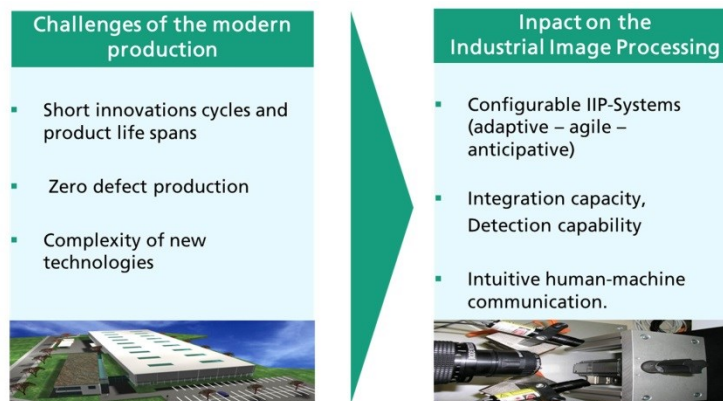 Challenges of the modern
production
▪ Short innovations cycles and
product life spans
▪ Zero defect production
▪ Complexity of new
technologies
Inpact on the
Industrial Image Processing
▪ Configurable IIP-Systems
(adaptive – agile –
anticipative)
▪ Integration capacity,
Detection capability
▪ Intuitive human-machine
communication.